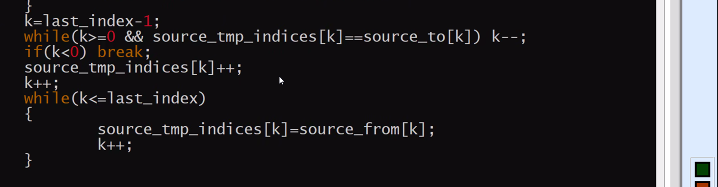 }
k=last_index-1;
while(k>=0 && source_tmp_indices[k]==source_to[k]) k--;
if(k<0) break;
source_tmp_indices[k]++;
k++;
while(k<=last_index)
{
source_tmp_indices[k]=source_from[k];
k++;
}